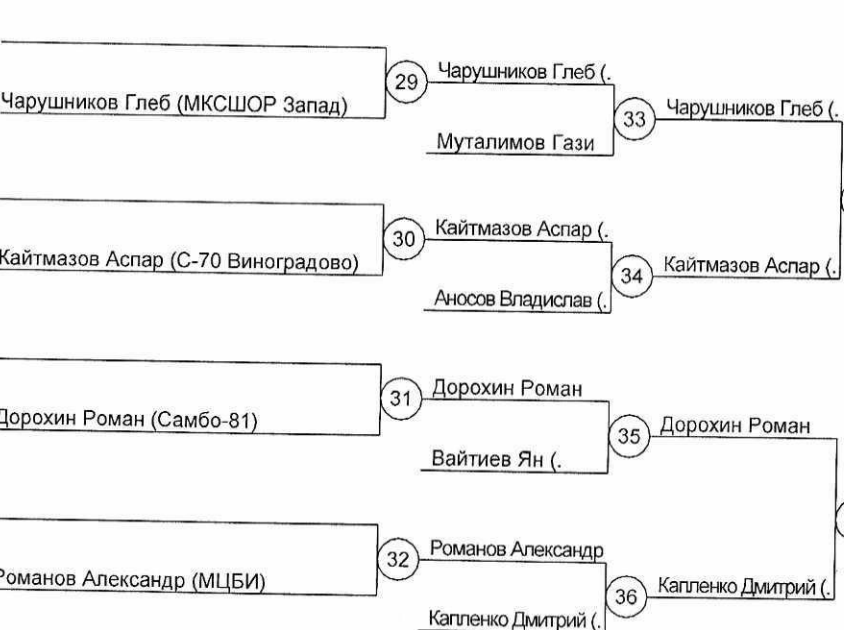 29
Чарушников Глеб (.
Чарушников Глеб (МКСШОР Запад)
33
Чарушников Глеб (.
Муталимов Гази
30
Кайтмазов Аспар (.
Кайтмазов Аспар (С-70 Виноградово)
34
Кайтмазов Аспар (.
Аносов Владислав (.
31
Дорохин Роман
Дорохин Роман (Самбо-81)
35
Дорохин Роман
Вайтиев Ян (.
32
Романов Александр
Романов Александр (МЦБИ)
36
Капленко Дмитрий (.
Капленко Дмитрий (.